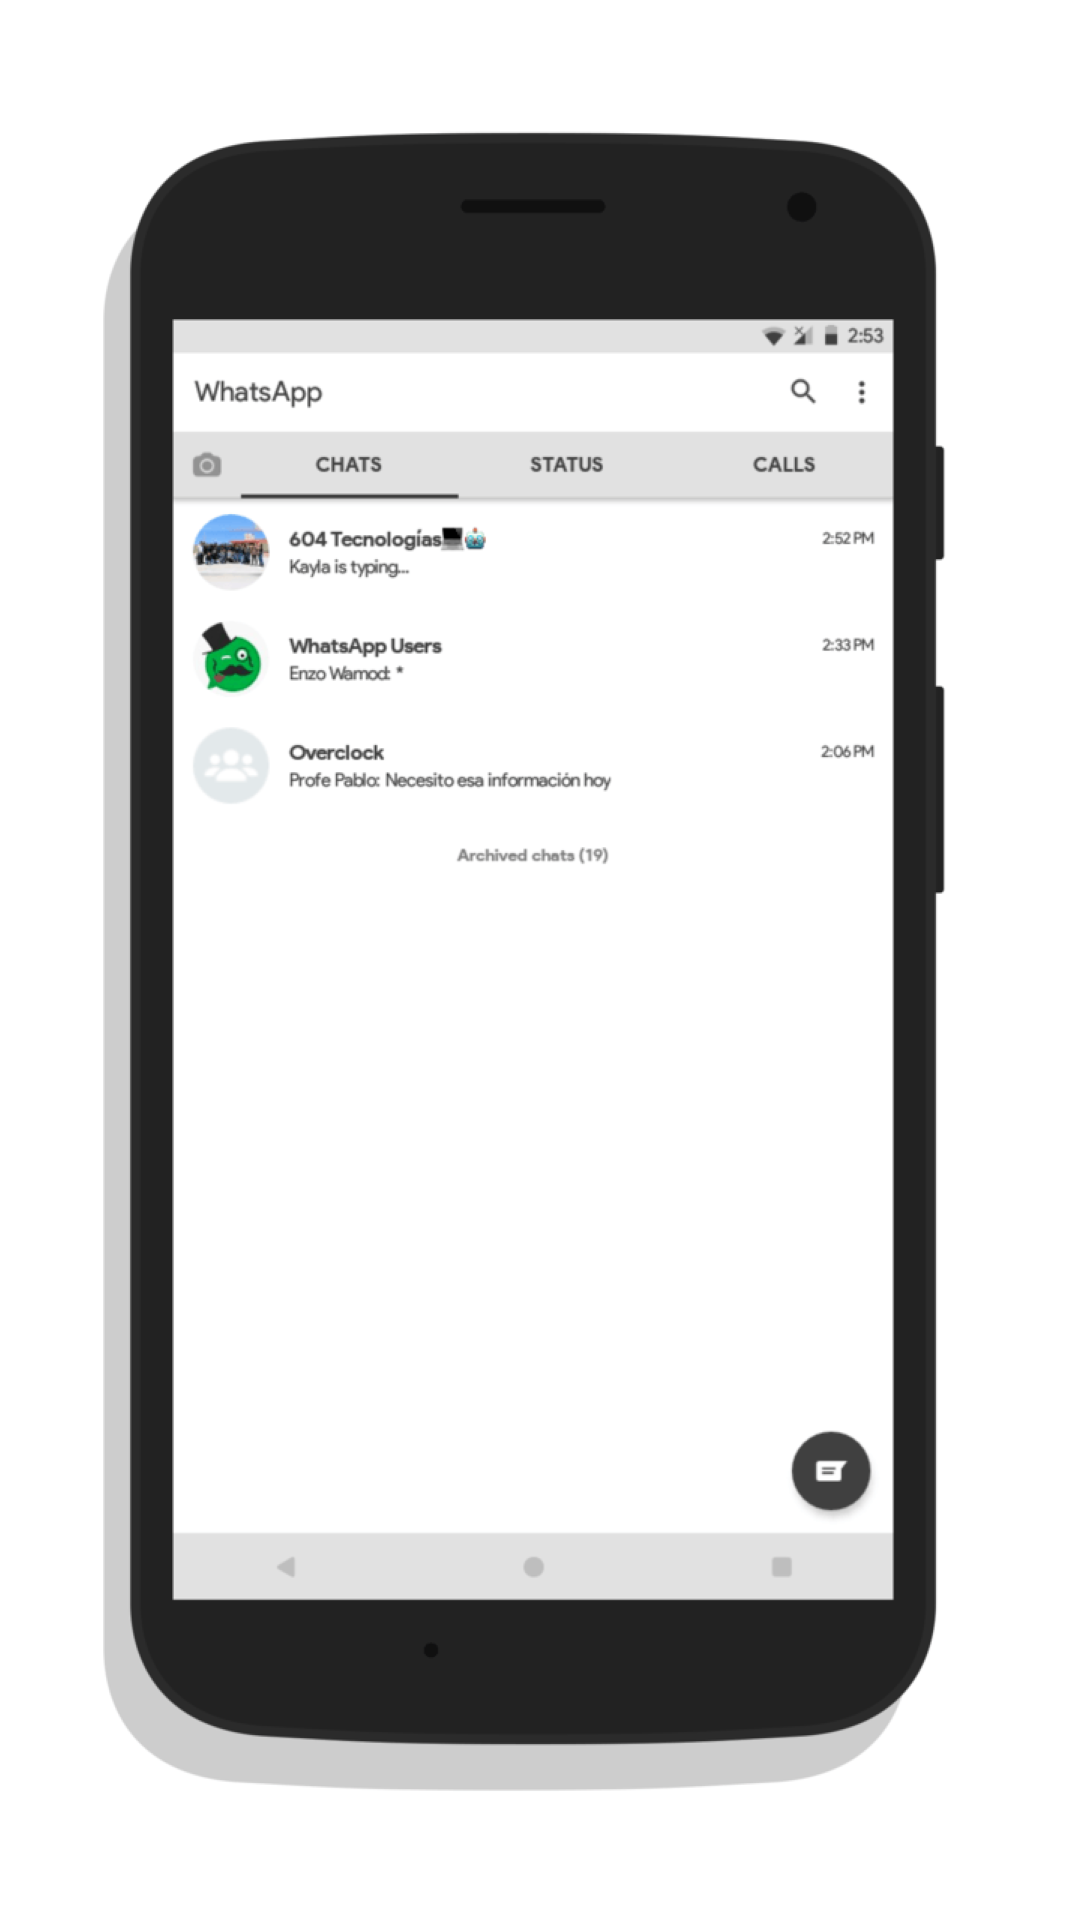 2:53
WhatsApp
CHATS STATUS CALLS
604 Tecnologías💻🤖 2:52 PM
Kayla is typing...
WhatsApp Users 2:33 PM
Enzo Wamod: *
Overclock 2:06 PM
Profe Pablo: Necesito esa información hoy
Archived chats (19)